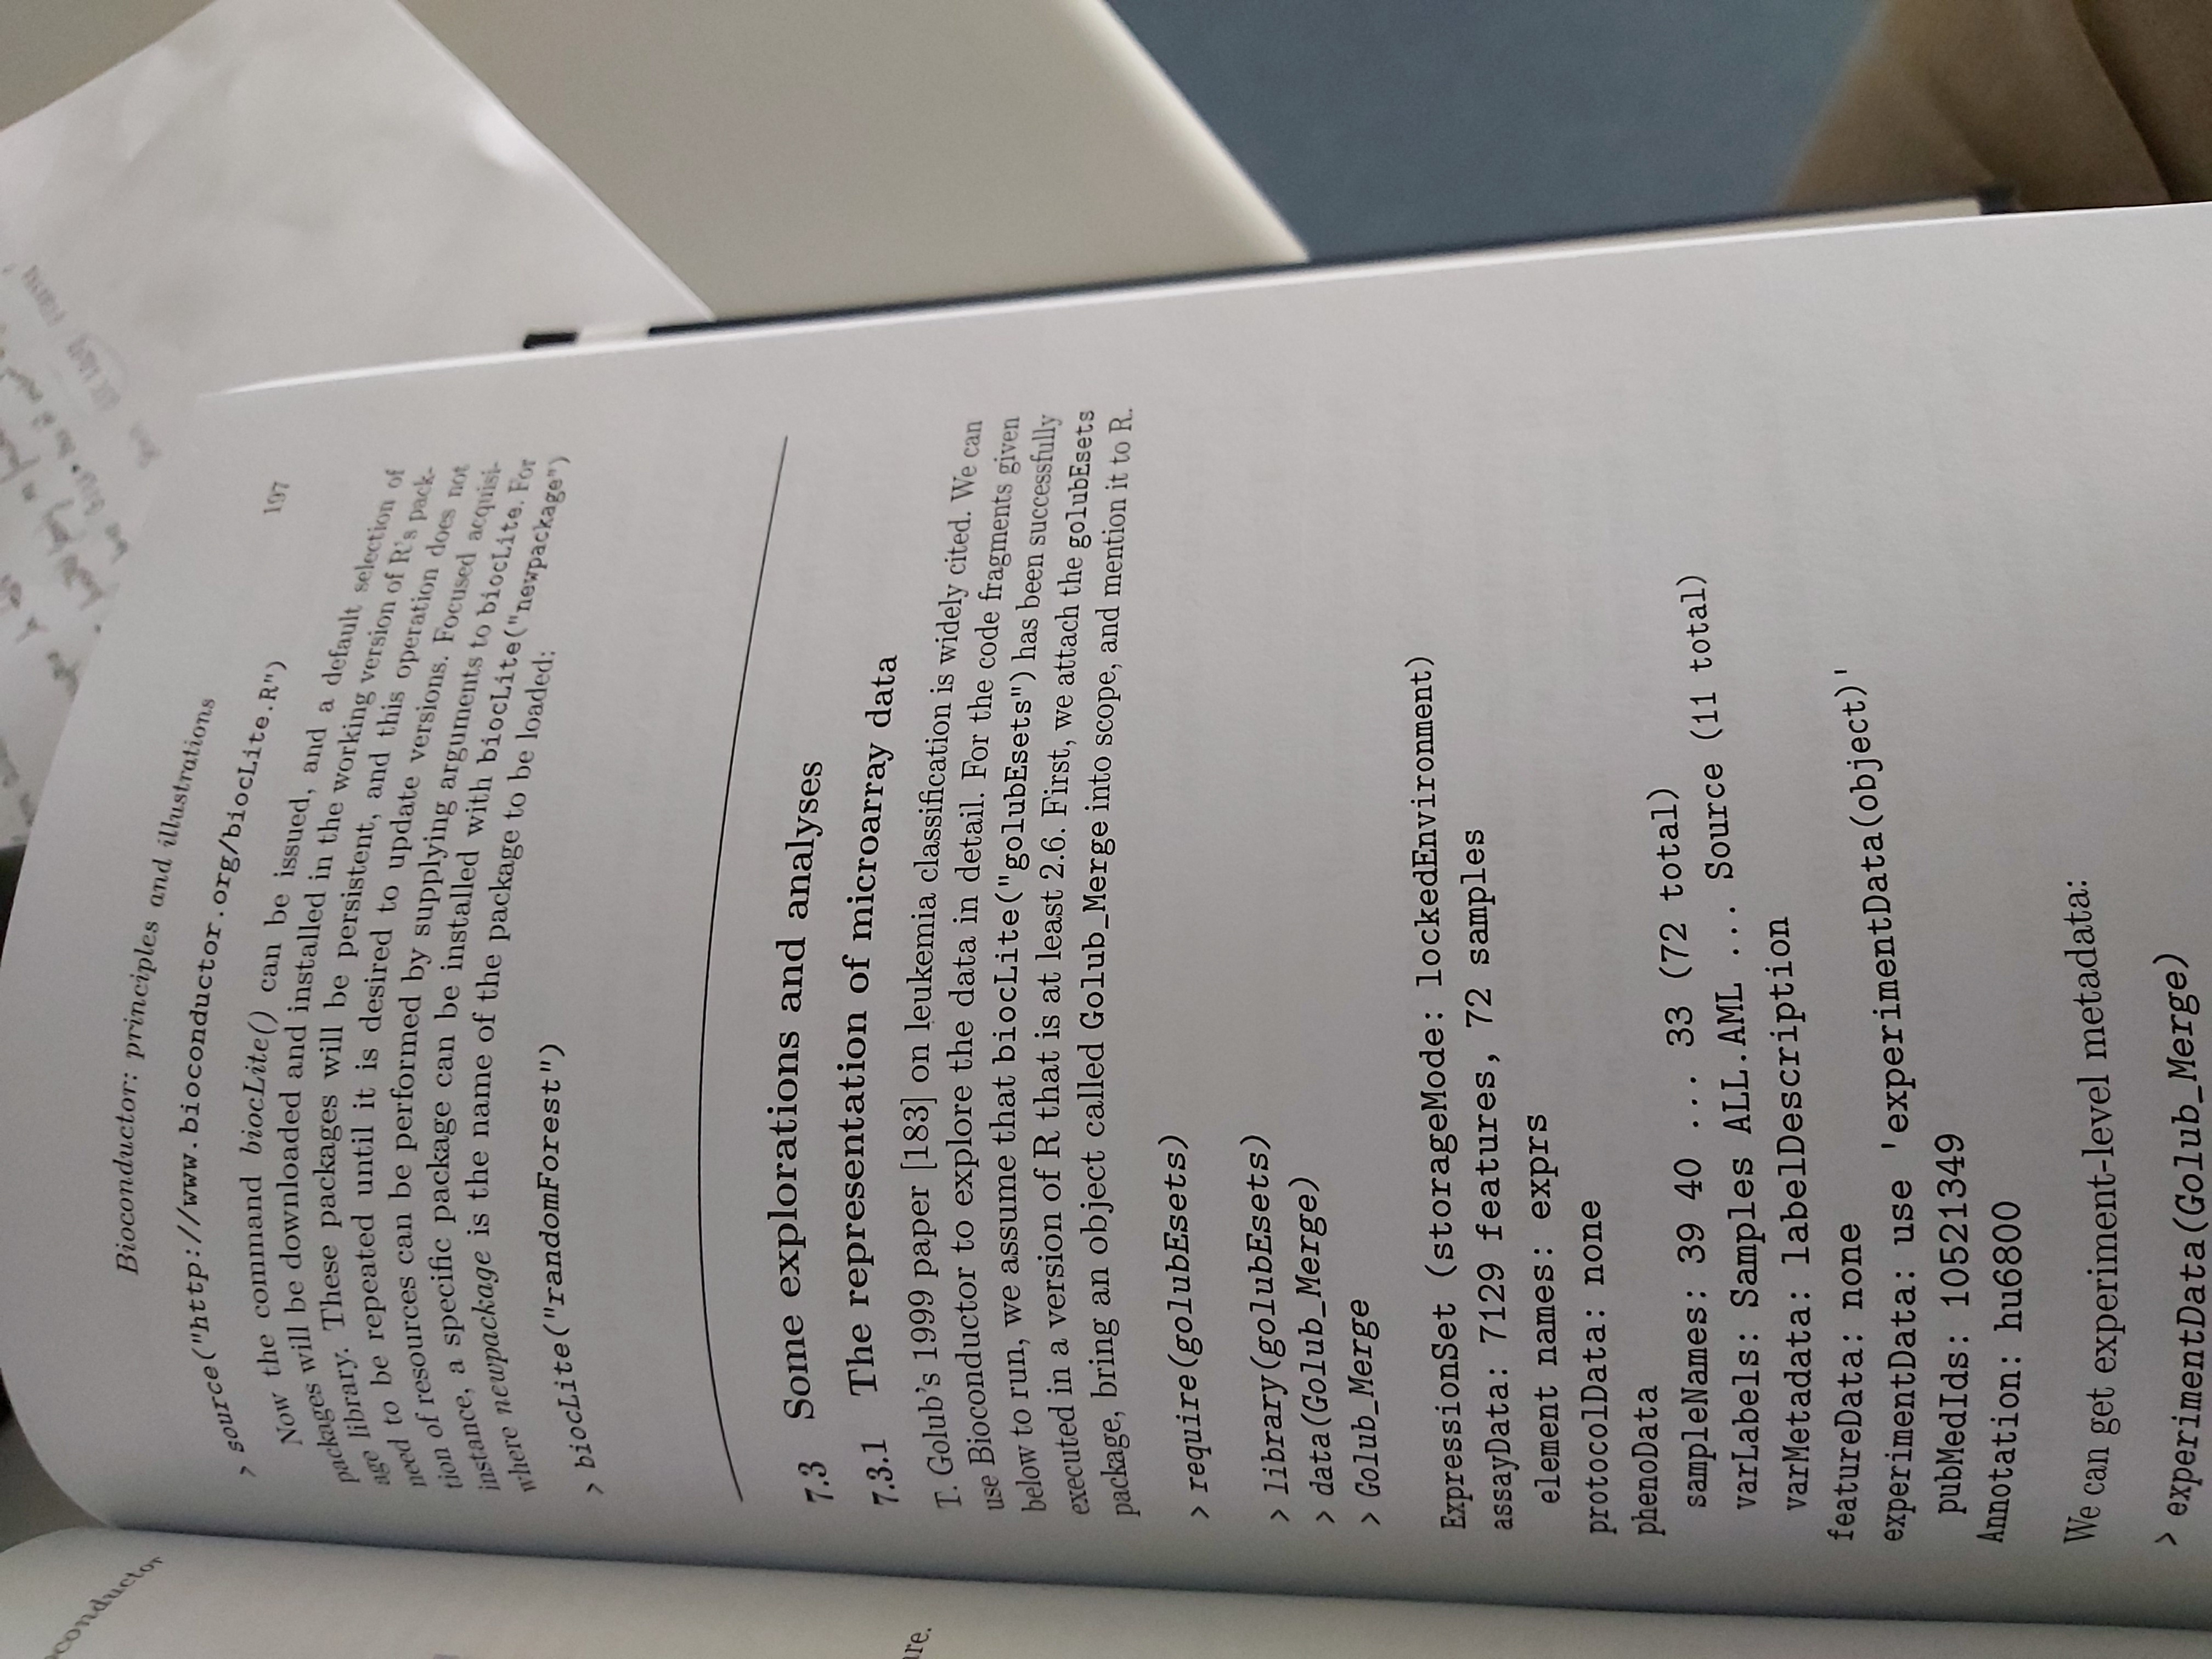 onductor
are.
Bioconductor: principles and illustrations
197
> source("http://www.bioconductor.org/biocLite.R")
Now the command biocLite() can be issued, and a default selection of
packages will be downloaded and installed in the working version of R's pack-
age library. These packages will be persistent, and this operation does not
need to be repeated until it is desired to update versions. Focused acquisi-
tion of resources can be performed by supplying arguments to biocLite. For
instance, a specific package can be installed with biocLite("newpackage")
where newpackage is the name of the package to be loaded:
> biocLite("randomForest")
7.3 Some explorations and analyses
7.3.1 The representation of microarray data
T. Golub's 1999 paper [183] on leukemia classification is widely cited. We can
use Bioconductor to explore the data in detail. For the code fragments given
below to run, we assume that biocLite("golubEsets") has been successfully
executed in a version of R that is at least 2.6. First, we attach the golubEsets
package, bring an object called Golub_Merge into scope, and mention it to R.
> require(golubEsets)
> library(golubEsets)
> data(Golub_Merge)
> Golub_Merge
ExpressionSet (storageMode: lockedEnvironment)
assayData: 7129 features, 72 samples
element names: exprs
protocolData: none
phenoData
sampleNames: 39 40 ... 33 (72 total)
varLabels: Samples ALL.AML ... Source (11 total)
varMetadata: labelDescription
featureData: none
experimentData: use 'experimentData(object)'
pubMedIds: 10521349
Annotation: hu6800
We can get experiment-level metadata:
> experimentData(Golub_Merge)